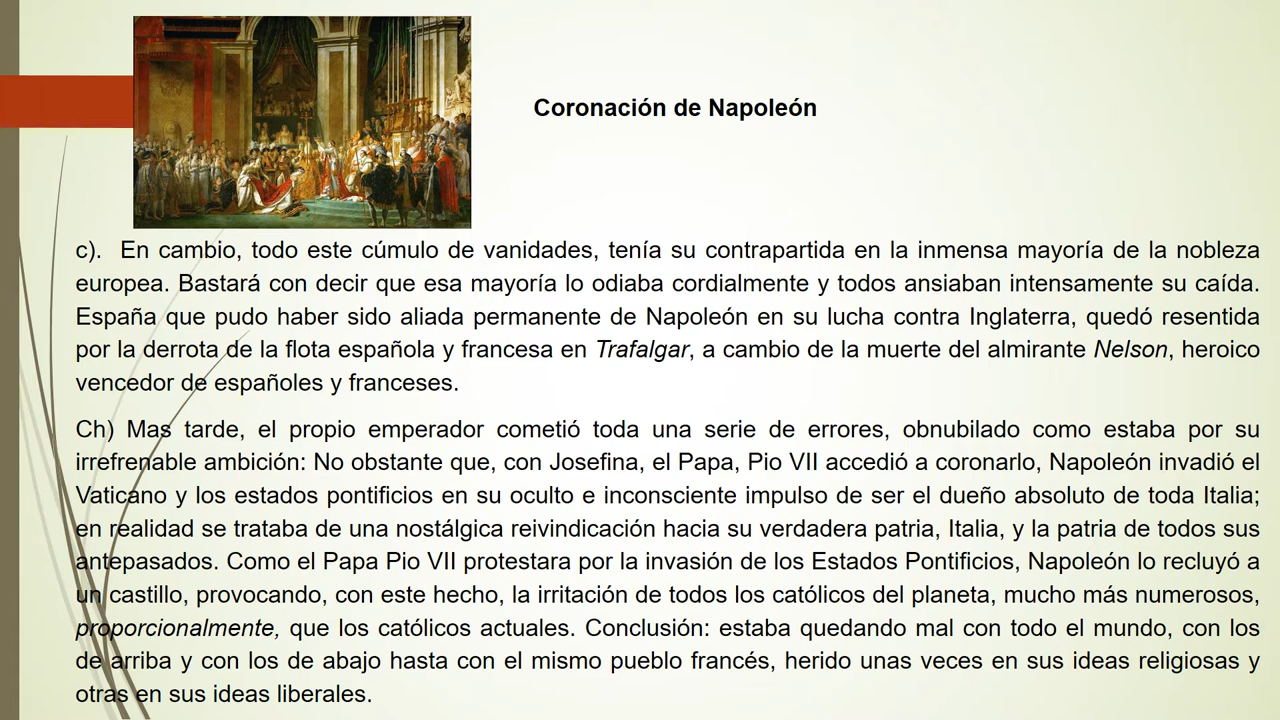 Coronación de Napoleón
c). En cambio, todo este cúmulo de vanidades, tenía su contrapartida en la inmensa mayoría de la nobleza
europea. Bastará con decir que esa mayoría lo odiaba cordialmente y todos ansiaban intensamente su caída.
España que pudo haber sido aliada permanente de Napoleón en su lucha contra Inglaterra, quedó resentida
por la derrota de la flota española y francesa en Trafalgar, a cambio de la muerte del almirante Nelson, heroico
vencedor de españoles y franceses.
Ch) Mas tarde, el propio emperador cometió toda una serie de errores, obnubilado como estaba por su
irrefrenable ambición: No obstante que, con Josefina, el Papa, Pio VII accedió a coronarlo, Napoleón invadió el
Vaticano y los estados pontificios en su oculto e inconsciente impulso de ser el dueño absoluto de toda Italia;
en realidad se trataba de una nostálgica reivindicación hacia su verdadera patria, Italia, y la patria de todos sus
antepasados. Como el Papa Pio VII protestara por la invasión de los Estados Pontificios, Napoleón lo recluyó a
un castillo, provocando, con este hecho, la irritación de todos los católicos del planeta, mucho más numerosos,
proporcionalmente, que los católicos actuales. Conclusión: estaba quedando mal con todo el mundo, con los
de arriba y con los de abajo hasta con el mismo pueblo francés, herido unas veces en sus ideas religiosas y
otras en sus ideas liberales.